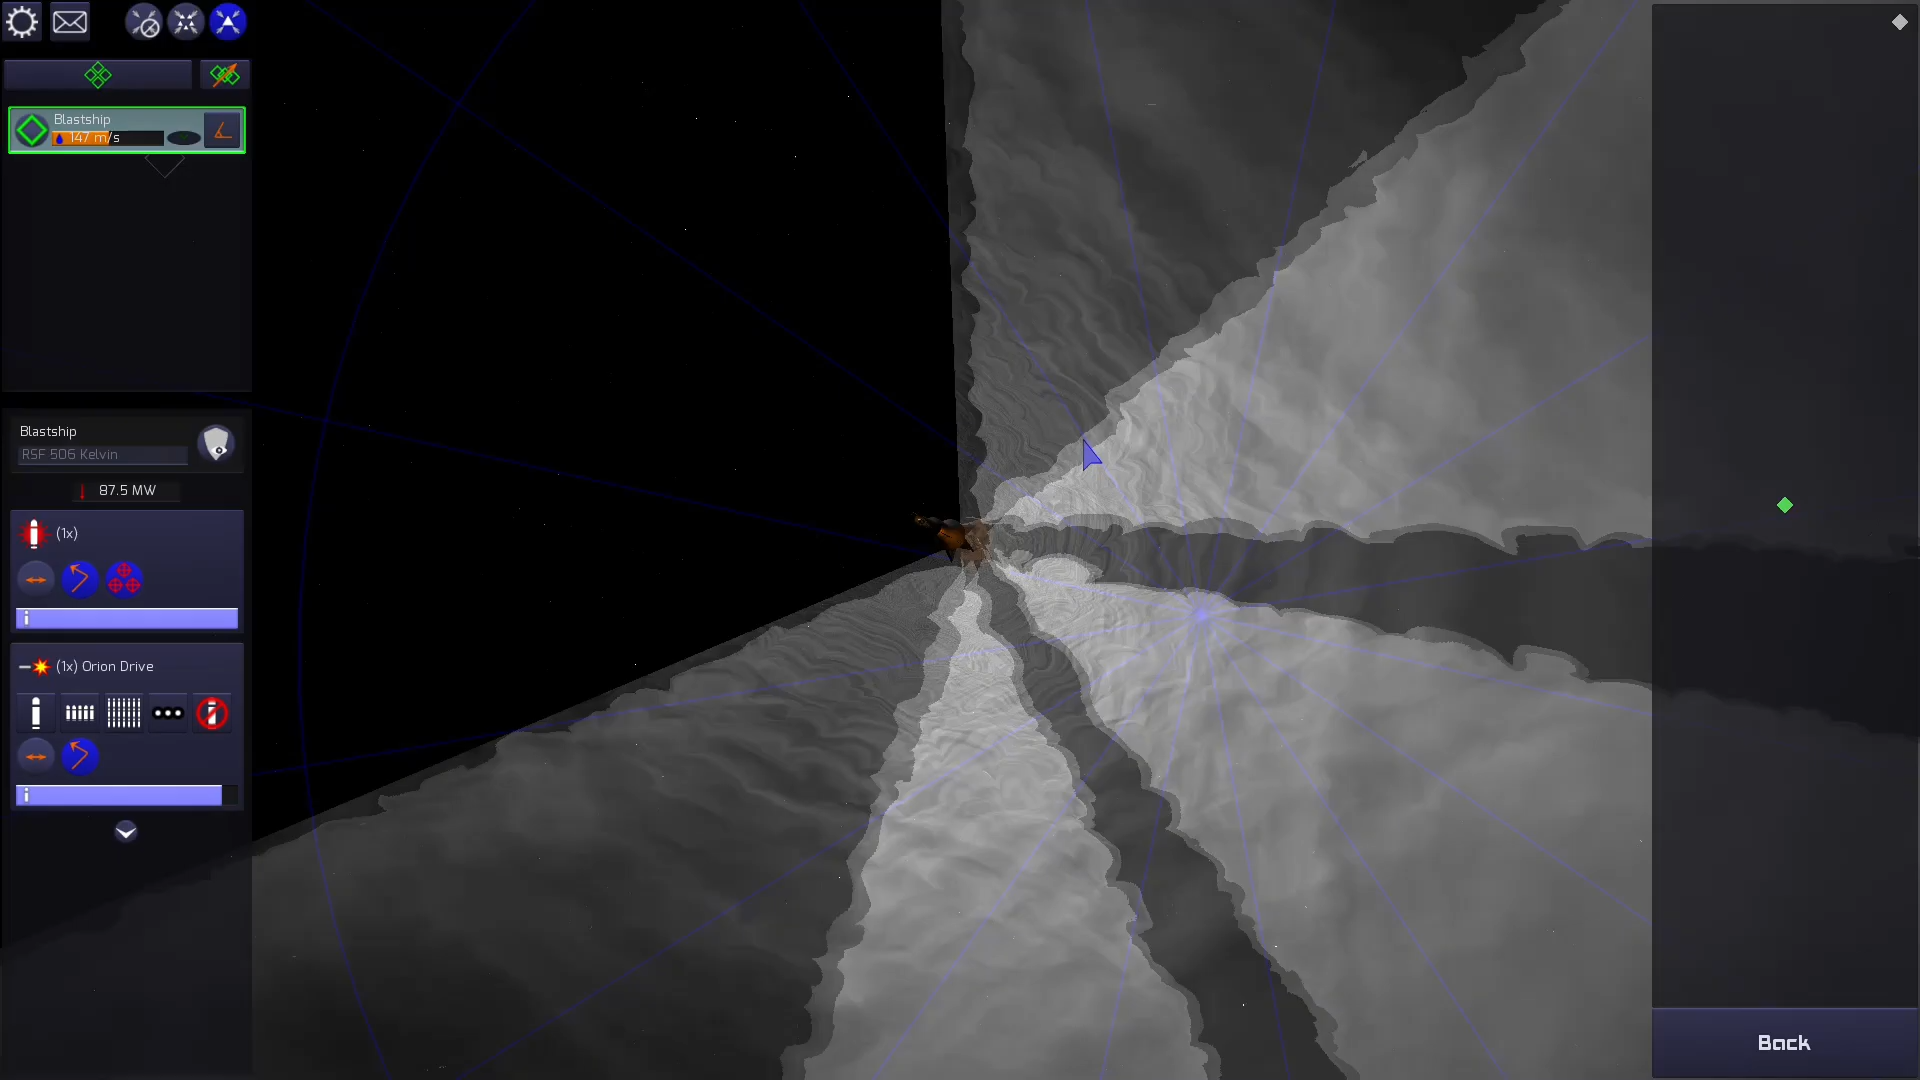 Blastship
147 m/s
Blastship
RSF 506 Kelvin
87.5 MW
(1x)
i
(1x) Orion Drive
i
Back